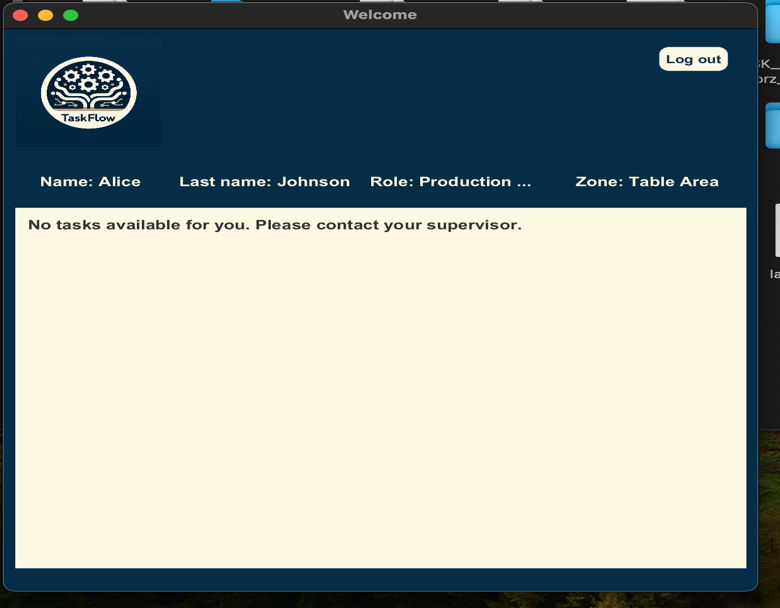 Welcome
Log out
TaskFlow
Name: Alice Last name: Johnson Role: Production ... Zone: Table Area
No tasks available for you. Please contact your supervisor.